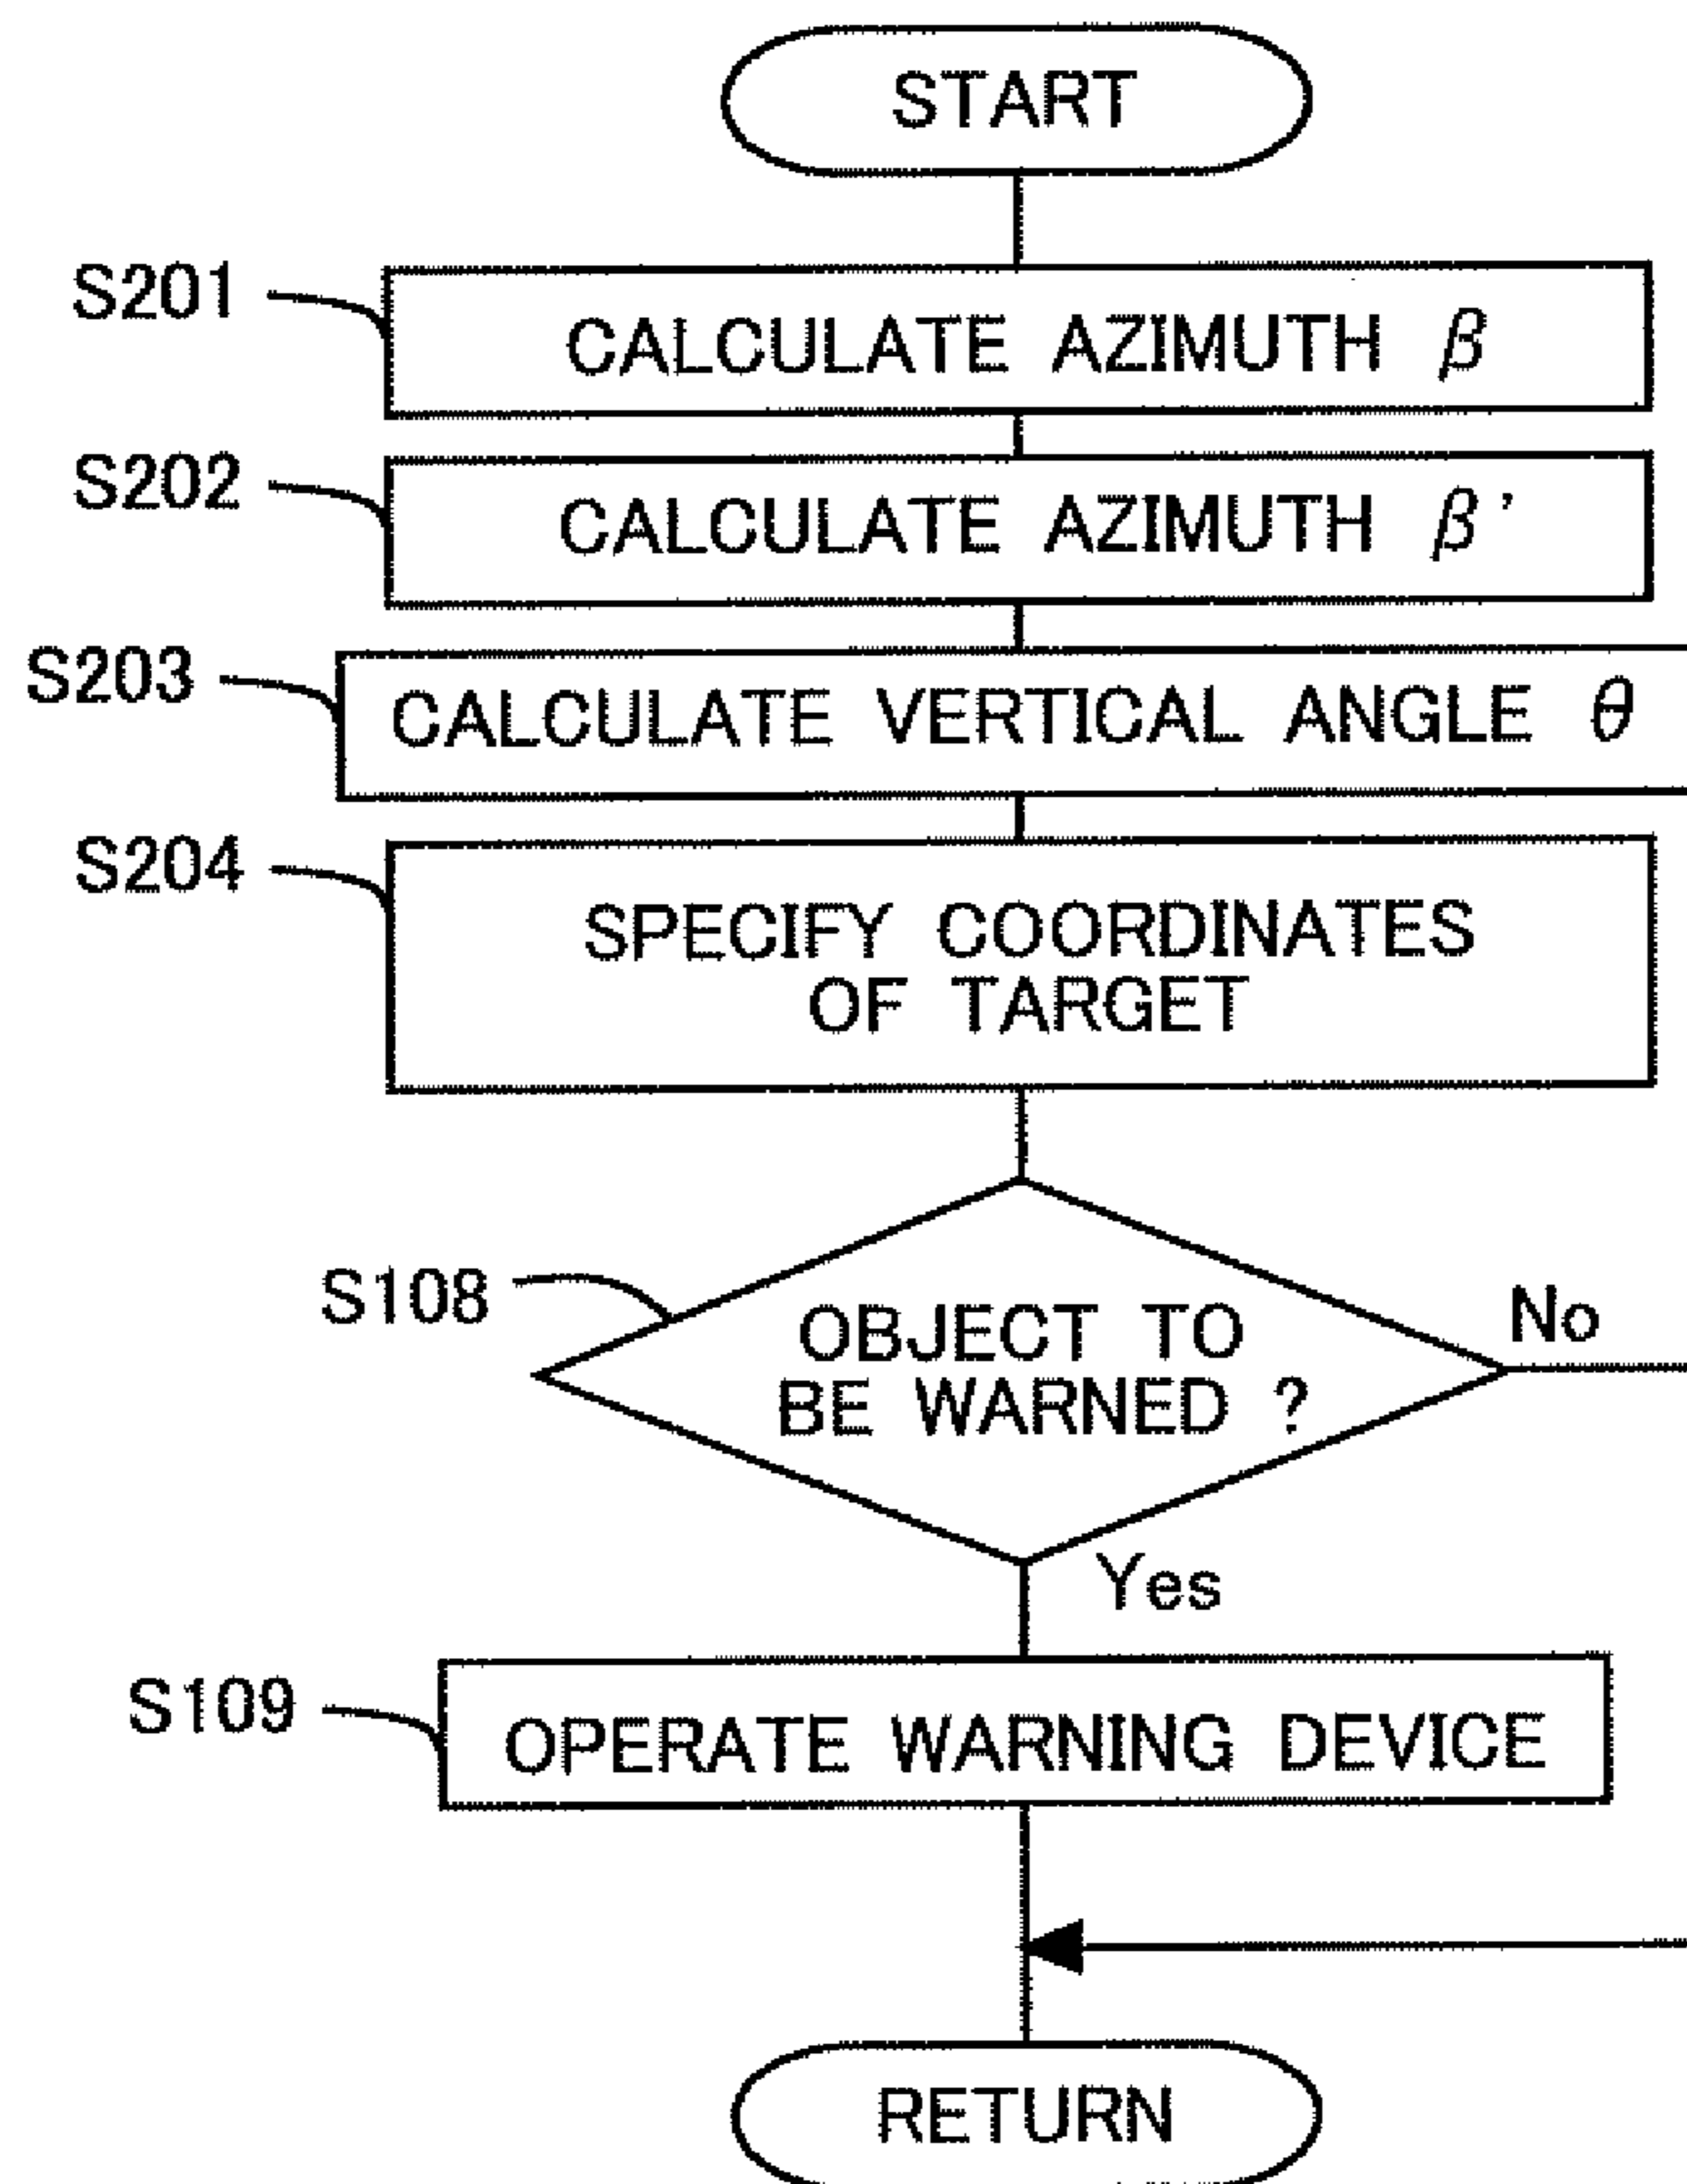 START
S201
CALCULATE AZIMUTH β
S202
CALCULATE AZIMUTH β'
S203
CALCULATE VERTICAL ANGLE θ
S204
SPECIFY COORDINATES
OF TARGET
S108
OBJECT TO
BE WARNED ?
No
Yes
S109
OPERATE WARNING DEVICE
RETURN